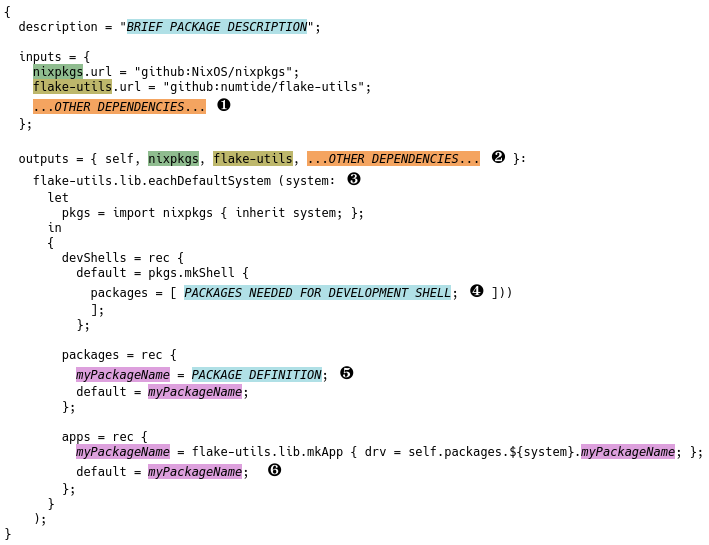 {
  description = "BRIEF PACKAGE DESCRIPTION";
  inputs = {
    nixpkgs.url = "github:NixOS/nixpkgs";
    flake-utils.url = "github:numtide/flake-utils";
    ...OTHER DEPENDENCIES... ❶
  };
  outputs = { self, nixpkgs, flake-utils, ...OTHER DEPENDENCIES... ❷ }:
    flake-utils.lib.eachDefaultSystem (system: ❸
      let
        pkgs = import nixpkgs { inherit system; };
      in
      {
        devShells = rec {
          default = pkgs.mkShell {
            packages = [ PACKAGES NEEDED FOR DEVELOPMENT SHELL; ❹ ]))
            ];
          };
        packages = rec {
          myPackageName = PACKAGE DEFINITION; ❺
          default = myPackageName;
        };
        apps = rec {
          myPackageName = flake-utils.lib.mkApp { drv = self.packages.${system}.myPackageName; };
          default = myPackageName; ❻
        };
      }
    );
}